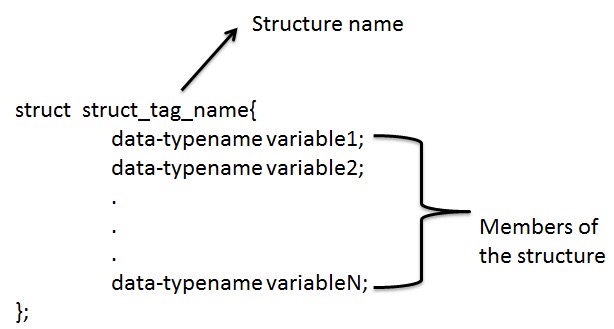 Structure name
struct struct_tag_name{
data-typename variable1;
data-typename variable2;
.
.
.
data-typename variableN;
};
Members of
the structure